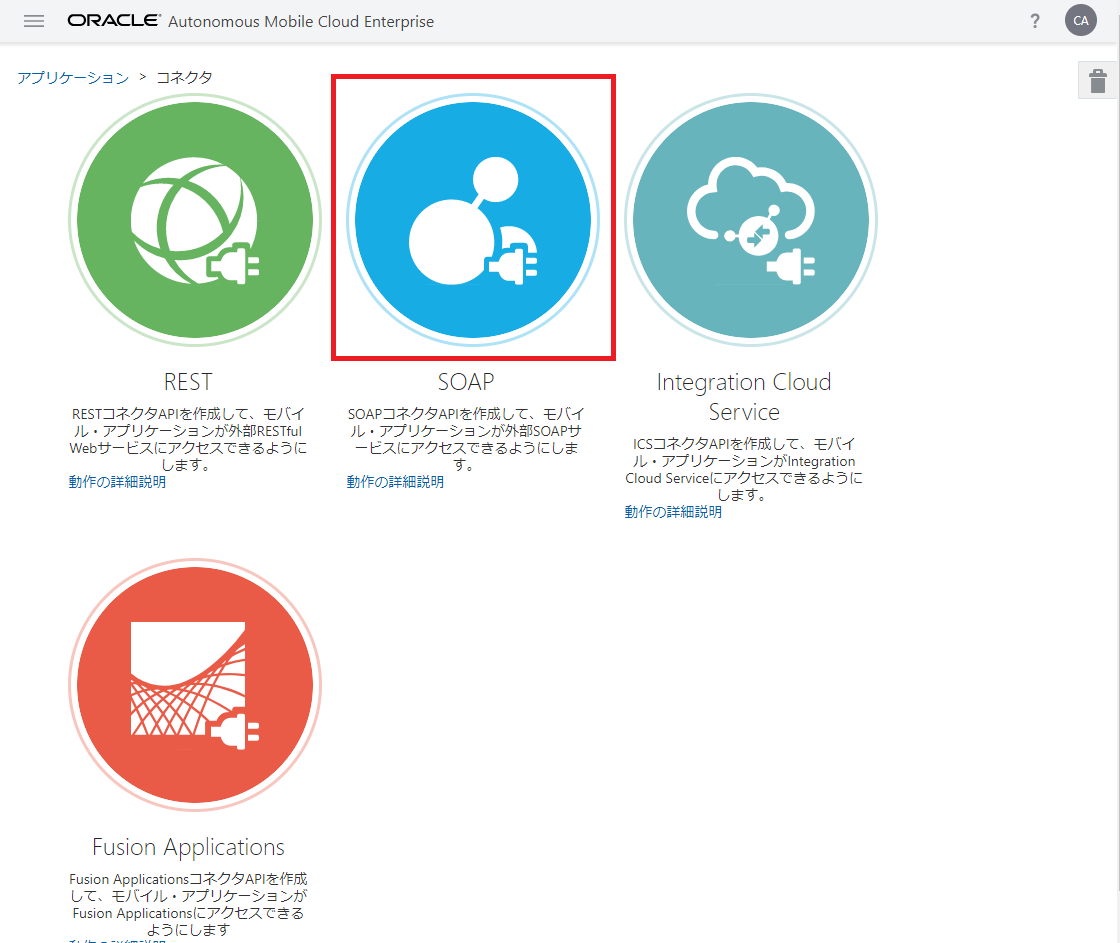 ORACLE® Autonomous Mobile Cloud Enterprise ? CA
アプリケーション > コネクタ
REST
RESTコネクタAPIを作成して、モバイ
ル・アプリケーションが外部RESTful
Webサービスにアクセスできるように
します。
動作の詳細説明
SOAP
SOAPコネクタAPIを作成して、モバイ
ル・アプリケーションが外部SOAPサ
ービスにアクセスできるようにしま
す。
動作の詳細説明
Integration Cloud
Service
ICSコネクタAPIを作成して、モバイ
ル・アプリケーションがIntegration
Cloud Serviceにアクセスできるように
します。
動作の詳細説明
Fusion Applications
Fusion ApplicationsコネクタAPIを作成
して、モバイル・アプリケーションが
Fusion Applicationsにアクセスできる
ようにします
動作の詳細説明